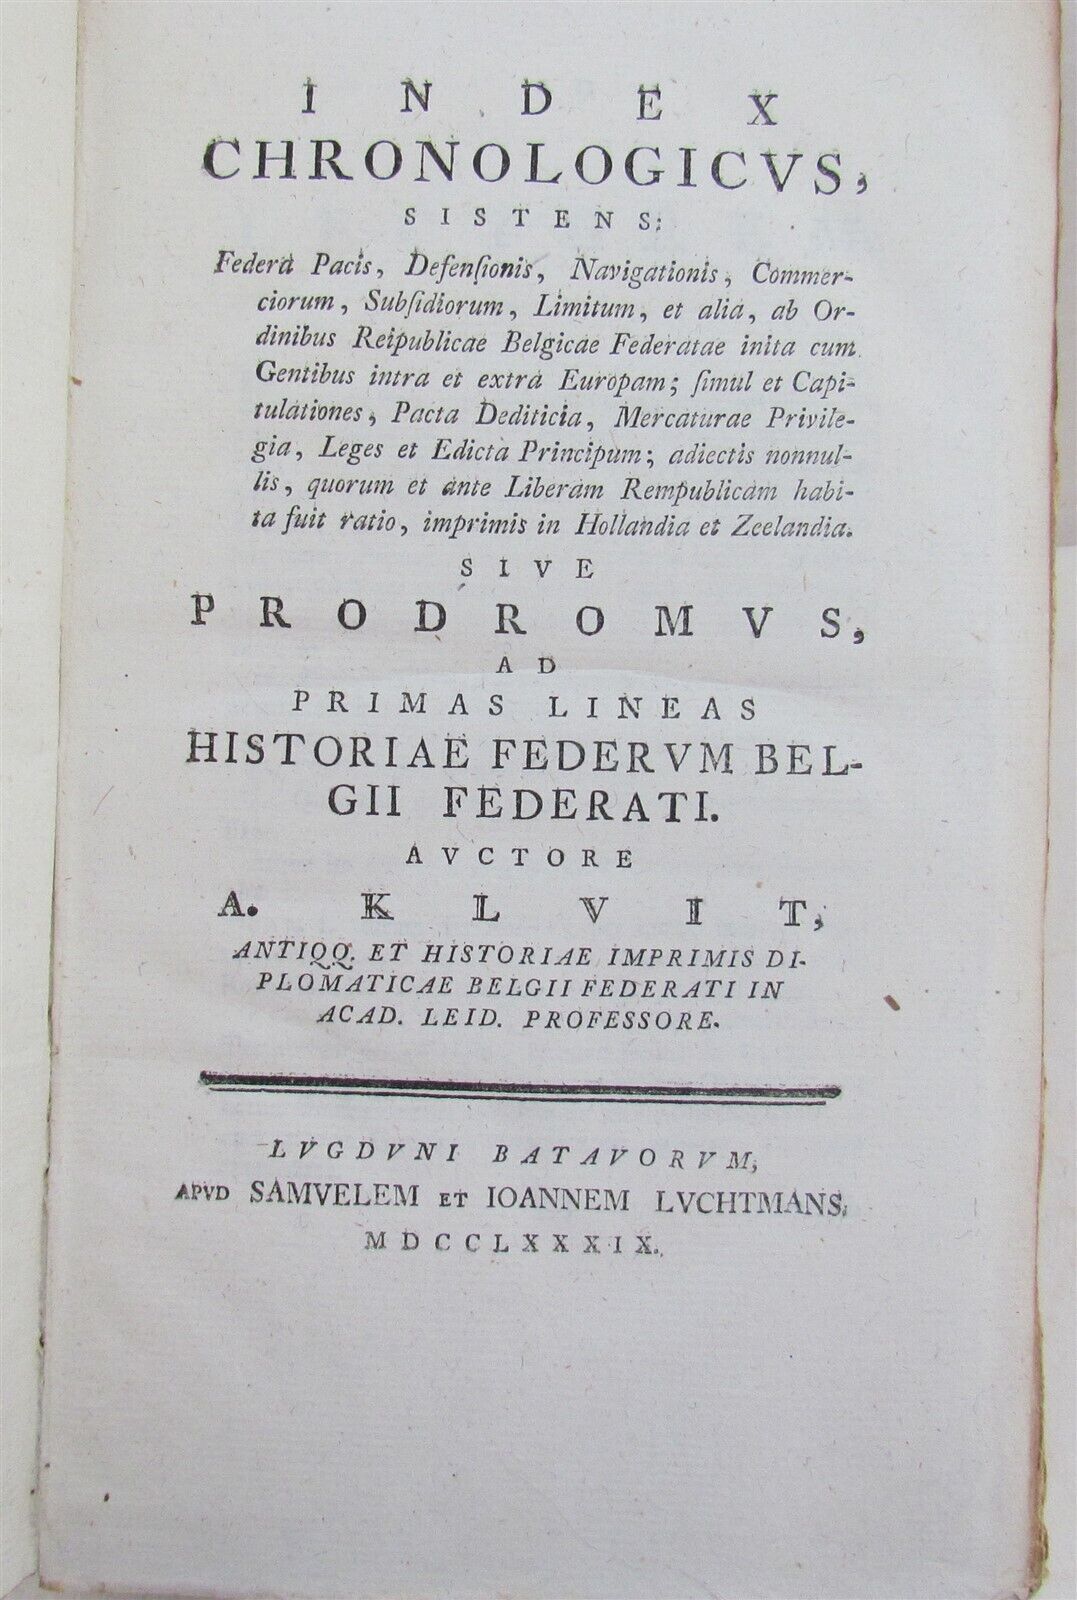 INDEX
CHRONOLOGICVS,
SISTENS:
Federa Pacis, Defenſionis, Navigationis, Commer-
ciorum, Subſidiorum, Limitum, et alia, ab Or-
dinibus Reipublicae Belgicae Federatae inita cum
Gentibus intra et extra Europam; ſimul et Capi-
tulationes, Pacta Dediticia, Mercaturae Privile-
gia, Leges et Edicta Principum; adiectis nonnul-
lis, quorum et ante Liberam Rempublicam habi-
ta fuit ratio, imprimis in Hollandia et Zeelandia.
SIVE
PRODROMVS,
AD
PRIMAS LINEAS
HISTORIAE FEDERVM BEL-
GII FEDERATI.
AVCTORE
A. KLVIT,
ANTIQQ. ET HISTORIAE IMPRIMIS DI-
PLOMATICAE BELGII FEDERATI IN
ACAD. LEID. PROFESSORE.
LVGDVNI BATAVORVM,
APVD SAMVELEM ET IOANNEM LVCHTMANS,
MDCCLXXXIX.